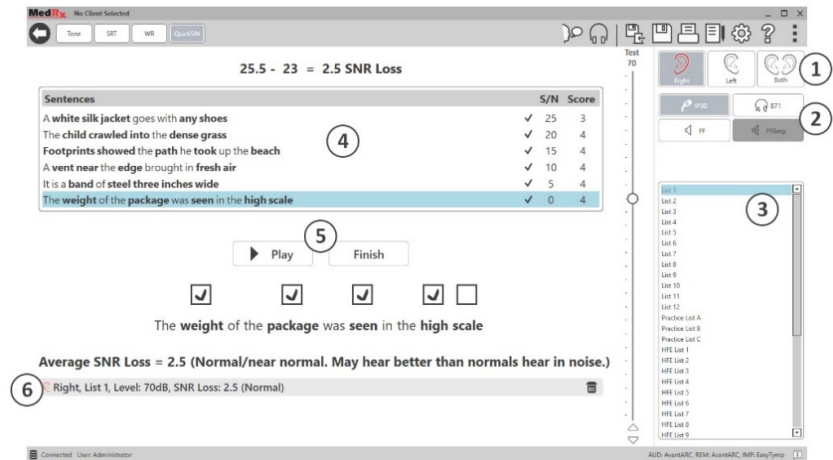 MedRx No Client Selected
Tone SRT WR QuickSIN
25.5 - 23 = 2.5 SNR Loss
Sentences S/N Score
A white silk jacket goes with any shoes ✓ 25 3
The child crawled into the dense grass ✓ 20 4
Footprints showed the path he took up the beach ✓ 15 4
A vent near the edge brought in fresh air ✓ 10 4
It is a band of steel three inches wide ✓ 5 4
The weight of the package was seen in the high scale ✓ 0 4
4
5
Play Finish
The weight of the package was seen in the high scale
Average SNR Loss = 2.5 (Normal/near normal. May hear better than normals hear in noise.)
6
Right, List 1, Level: 70dB, SNR Loss: 2.5 (Normal)
Test
70
Right Left Both
1
IP30 B71
2
FF FFAmp
3
List 1
List 2
List 3
List 4
List 5
List 6
List 7
List 8
List 9
List 10
List 11
List 12
Practice List A
Practice List B
Practice List C
HFE List 1
HFE List 2
HFE List 3
HFE List 4
HFE List 5
HFE List 6
HFE List 7
HFE List 8
HFE List 9
Connected User: Administrator
AUD: AvantARC, REM: AvantARC, IMP: EasyTymp